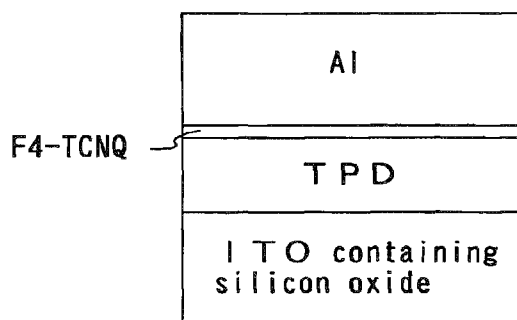 Al
F4-TCNQ
TPD
ITO containing
silicon oxide